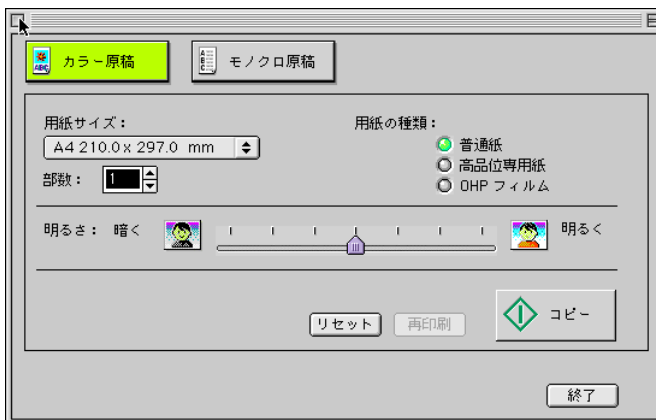 カラー原稿
モノクロ原稿
用紙サイズ：
A4 210.0 x 297.0 mm
部数： 1
用紙の種類：
普通紙
高品位専用紙
OHP フィルム
明るさ： 暗く 明るく
リセット 再印刷 コピー
終了